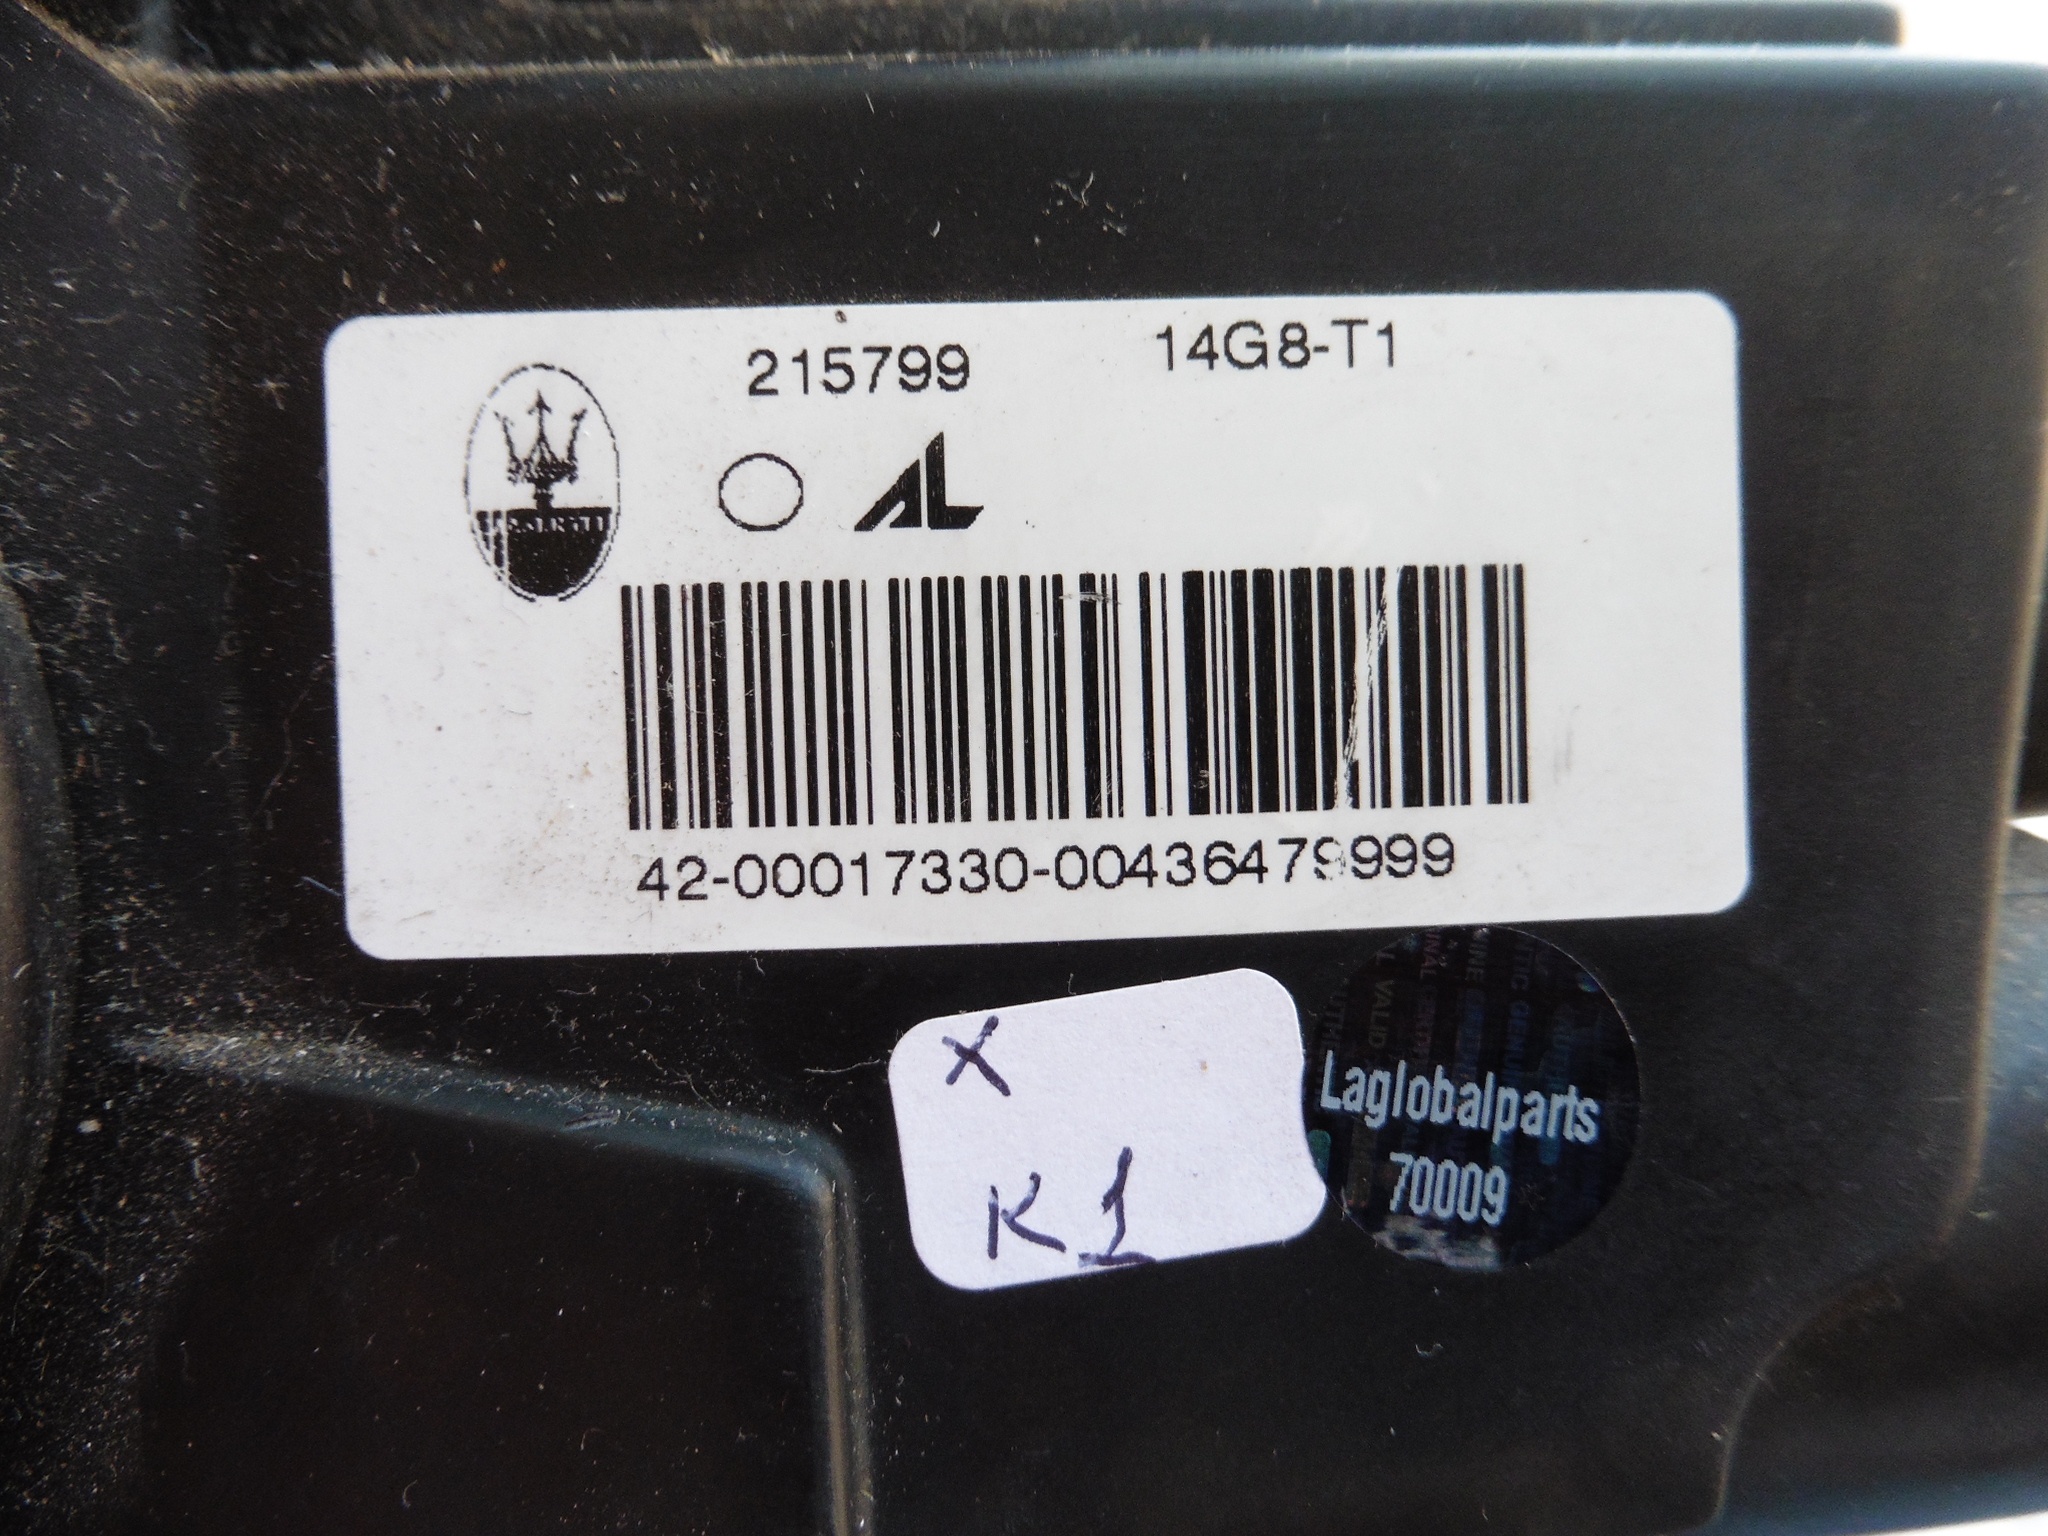 215799
14G8-T1
AL
42-00017330-00436479999
X
K1
Laglobalparts
70009